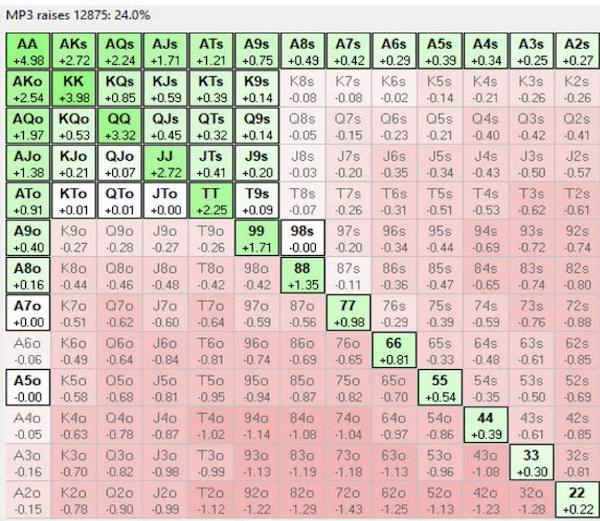 MP3 raises 12875: 24.0%
AA AKs AQs AJs ATs A9s A8s A7s A6s A5s A4s A3s A2s
+4.98 +2.72 +2.24 +1.71 +1.21 +0.75 +0.49 +0.42 +0.29 +0.39 +0.34 +0.25 +0.27
AKo KK KQs KJs KTs K9s K8s K7s K6s K5s K4s K3s K2s
+2.54 +3.98 +0.85 +0.59 +0.39 +0.14 -0.08 -0.08 -0.02 -0.14 -0.21 -0.26 -0.26
AQo KQo QQ QJs QTs Q9s Q8s Q7s Q6s Q5s Q4s Q3s Q2s
+1.97 +0.53 +3.32 +0.45 +0.32 +0.14 -0.05 -0.15 -0.23 -0.21 -0.40 -0.42 -0.41
AJo KJo QJo JJ JTs J9s J8s J7s J6s J5s J4s J3s J2s
+1.38 +0.21 +0.07 +2.72 +0.41 +0.20 -0.03 -0.20 -0.35 -0.34 -0.43 -0.50 -0.57
ATo KTo QTo JTo TT T9s T8s T7s T6s T5s T4s T3s T2s
+0.91 +0.01 +0.01 +0.00 +2.25 +0.09 -0.07 -0.26 -0.31 -0.51 -0.53 -0.62 -0.61
A9o K9o Q9o J9o T9o 99 98s 97s 96s 95s 94s 93s 92s
+0.40 -0.27 -0.28 -0.27 -0.26 +1.71 -0.00 -0.20 -0.34 -0.44 -0.69 -0.72 -0.74
A8o K8o Q8o J8o T8o 98o 88 87s 86s 85s 84s 83s 82s
+0.16 -0.44 -0.46 -0.48 -0.42 -0.42 +1.35 -0.11 -0.36 -0.47 -0.65 -0.74 -0.80
A7o K7o Q7o J7o T7o 97o 87o 77 76s 75s 74s 73s 72s
+0.00 -0.51 -0.62 -0.60 -0.64 -0.59 -0.56 +0.98 -0.29 -0.39 -0.59 -0.76 -0.88
A6o K6o Q6o J6o T6o 96o 86o 76o 66 65s 64s 63s 62s
-0.06 -0.49 -0.64 -0.84 -0.81 -0.74 -0.69 -0.65 +0.81 -0.33 -0.48 -0.61 -0.85
A5o K5o Q5o J5o T5o 95o 85o 75o 65o 55 54s 53s 52s
-0.00 -0.58 -0.68 -0.81 -0.95 -0.94 -0.87 -0.82 -0.70 +0.54 -0.35 -0.50 -0.69
A4o K4o Q4o J4o T4o 94o 84o 74o 64o 54o 44 43s 42s
-0.05 -0.63 -0.78 -0.87 -1.02 -1.14 -1.08 -1.04 -0.97 -0.86 +0.39 -0.61 -0.85
A3o K3o Q3o J3o T3o 93o 83o 73o 63o 53o 43o 33 32s
-0.16 -0.70 -0.82 -0.98 -0.99 -1.13 -1.19 -1.18 -1.13 -0.96 -1.08 +0.30 -0.81
A2o K2o Q2o J2o T2o 92o 82o 72o 62o 52o 42o 32o 22
-0.15 -0.78 -0.90 -0.99 -1.12 -1.22 -1.29 -1.43 -1.25 -1.13 -1.23 -1.28 +0.22